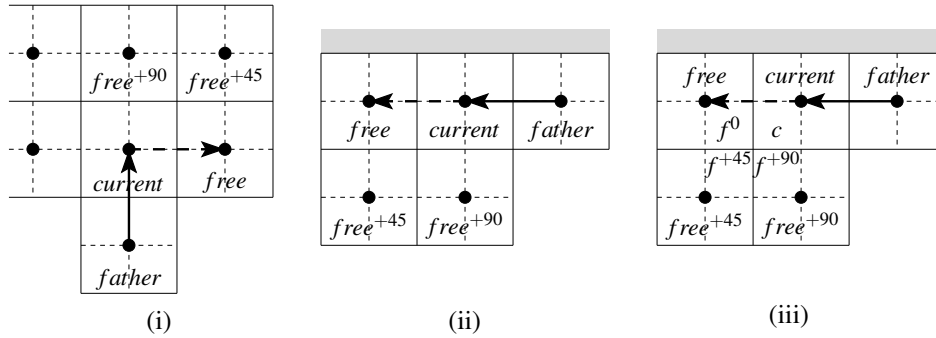 free⁺⁹⁰ free⁺⁴⁵
current free
father
(i)
free current father
free⁺⁴⁵ free⁺⁹⁰
(ii)
free current father
f⁰ c
f⁺⁴⁵ f⁺⁹⁰
free⁺⁴⁵ free⁺⁹⁰
(iii)